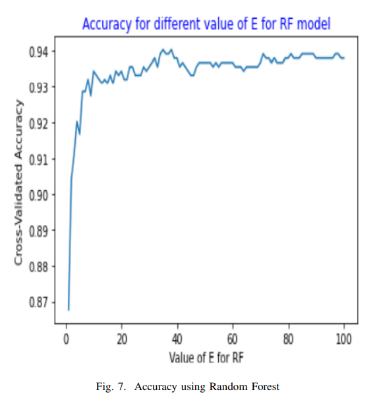 Accuracy for different value of E for RF model
Cross-Validated Accuracy
0.94
0.93
0.92
0.91
0.90
0.89
0.88
0.87
0 20 40 60 80 100
Value of E for RF
Fig. 7. Accuracy using Random Forest